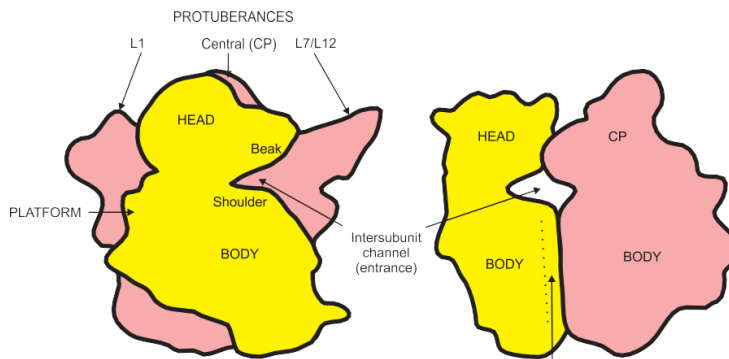 PROTUBERANCES
L1
Central (CP)
L7/L12
HEAD
Beak
PLATFORM
Shoulder
BODY
Intersubunit
channel
(entrance)
HEAD
CP
BODY
BODY